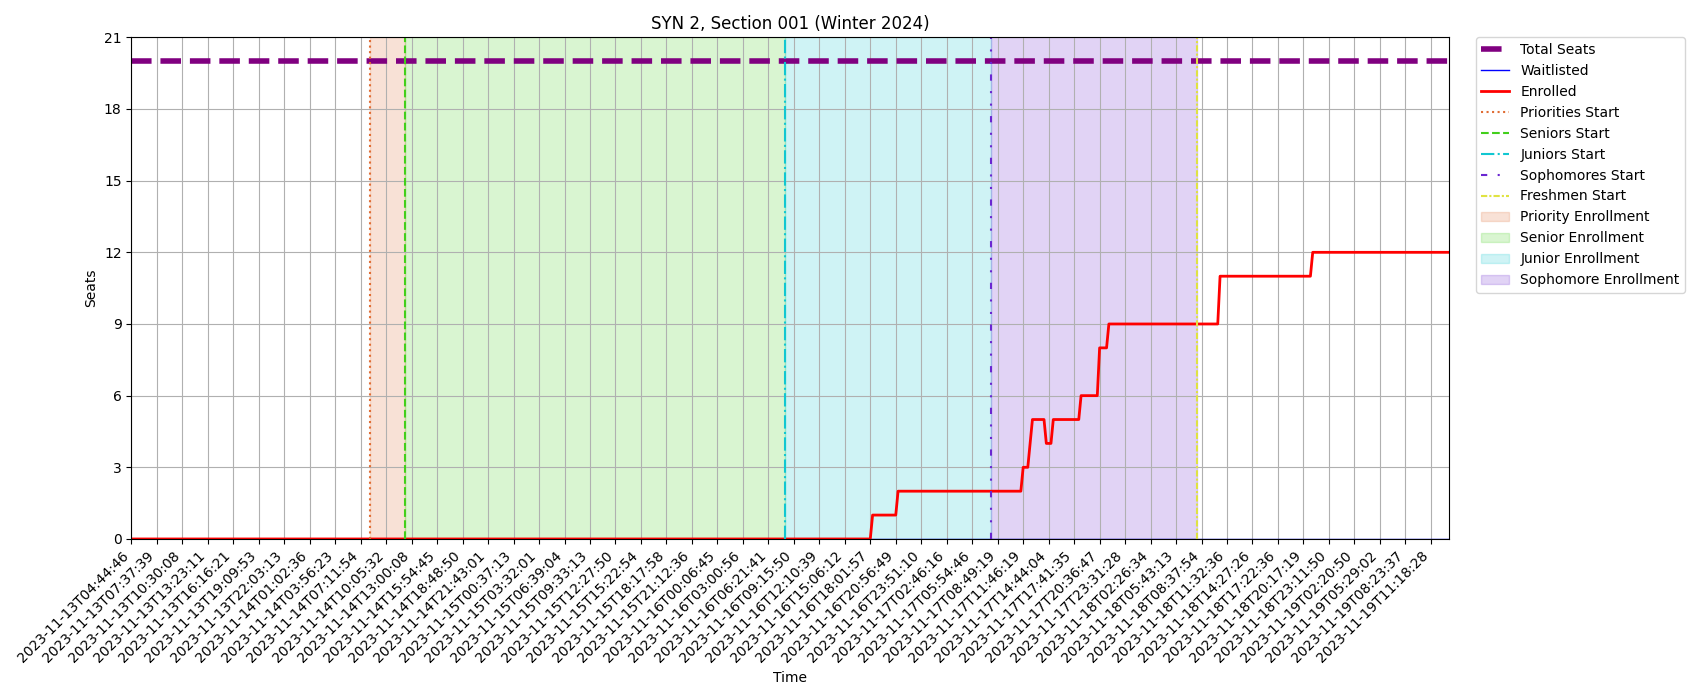 SYN 2, Section 001 (Winter 2024)
21
18
15
12
9
6
3
0
Seats
2023-11-13T04:44:46
2023-11-13T07:37:39
2023-11-13T10:30:08
2023-11-13T13:23:11
2023-11-13T16:16:21
2023-11-13T19:09:53
2023-11-13T22:03:13
2023-11-14T01:02:36
2023-11-14T03:56:23
2023-11-14T07:11:54
2023-11-14T10:05:32
2023-11-14T13:00:08
2023-11-14T15:54:45
2023-11-14T18:48:50
2023-11-14T21:43:01
2023-11-15T00:37:13
2023-11-15T03:32:01
2023-11-15T06:39:04
2023-11-15T09:33:13
2023-11-15T12:27:50
2023-11-15T15:22:54
2023-11-15T18:17:58
2023-11-15T21:12:36
2023-11-16T00:06:45
2023-11-16T03:00:56
2023-11-16T06:21:41
2023-11-16T09:15:50
2023-11-16T12:10:39
2023-11-16T15:06:12
2023-11-16T18:01:57
2023-11-16T20:56:49
2023-11-16T23:51:10
2023-11-17T02:46:16
2023-11-17T05:54:46
2023-11-17T08:49:19
2023-11-17T11:46:19
2023-11-17T14:44:04
2023-11-17T17:41:35
2023-11-17T20:36:47
2023-11-17T23:31:28
2023-11-18T02:26:34
2023-11-18T05:43:13
2023-11-18T08:37:54
2023-11-18T11:32:36
2023-11-18T14:27:26
2023-11-18T17:22:36
2023-11-18T20:17:19
2023-11-18T23:11:50
2023-11-19T02:20:50
2023-11-19T05:29:02
2023-11-19T08:23:37
2023-11-19T11:18:28
Time
Total Seats
Waitlisted
Enrolled
Priorities Start
Seniors Start
Juniors Start
Sophomores Start
Freshmen Start
Priority Enrollment
Senior Enrollment
Junior Enrollment
Sophomore Enrollment